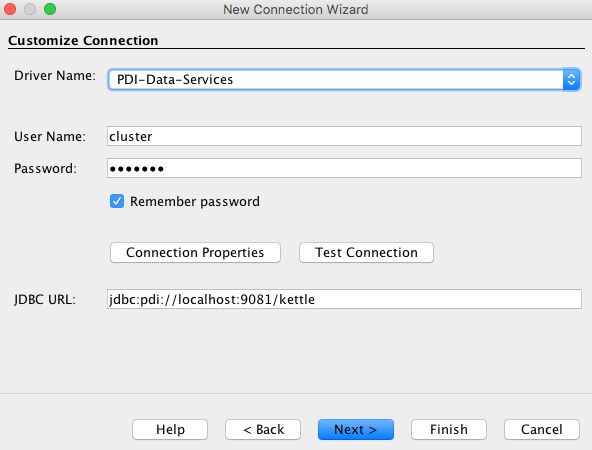 New Connection Wizard
Customize Connection
Driver Name: PDI-Data-Services
User Name: cluster
Password: •••••••
Remember password
Connection Properties Test Connection
JDBC URL: jdbc:pdi://localhost:9081/kettle
Help < Back Next > Finish Cancel